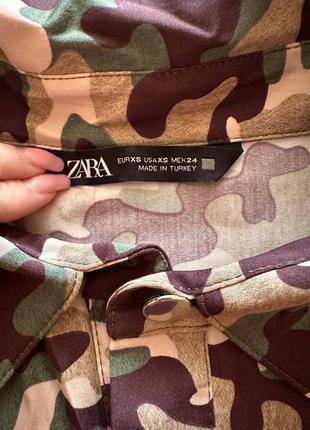 ZARA
EUR XS USA XS MEX 24
MADE IN TURKEY